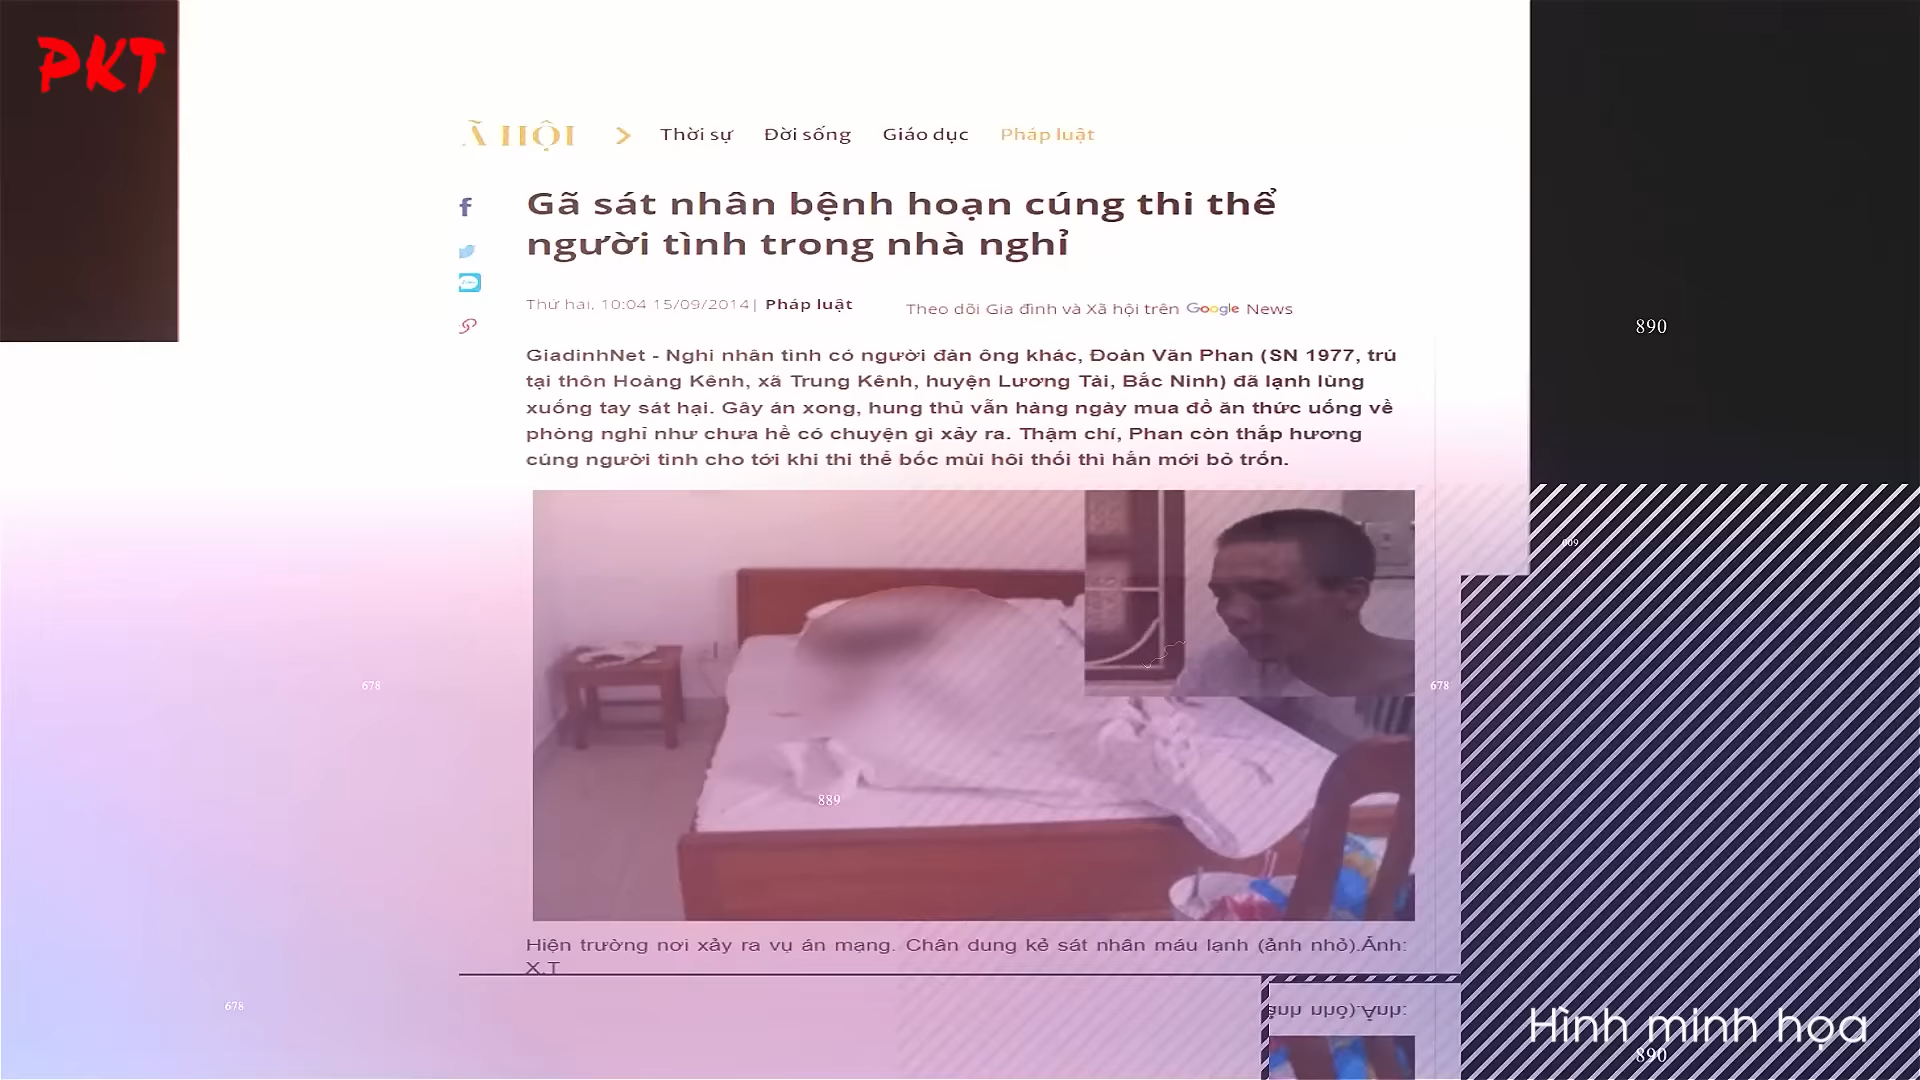 PKT
Ã HỘI > Thời sự Đời sống Giáo dục Pháp luật
Gã sát nhân bệnh hoạn cúng thi thể
người tình trong nhà nghỉ
Thứ hai, 10:04 15/09/2014| Pháp luật
Theo dõi Gia đình và Xã hội trên Google News
GiadinhNet - Nghi nhân tình có người đàn ông khác, Đoàn Văn Phan (SN 1977, trú
tại thôn Hoàng Kênh, xã Trung Kênh, huyện Lương Tài, Bắc Ninh) đã lạnh lùng
xuống tay sát hại. Gây án xong, hung thủ vẫn hàng ngày mua đồ ăn thức uống về
phòng nghỉ như chưa hề có chuyện gì xảy ra. Thậm chí, Phan còn thắp hương
cúng người tình cho tới khi thi thể bốc mùi hôi thối thì hắn mới bỏ trốn.
890
609
678
678
889
Hiện trường nơi xảy ra vụ án mạng. Chân dung kẻ sát nhân máu lạnh (ảnh nhỏ).Ảnh:
X.T
678
Hình minh họa
890